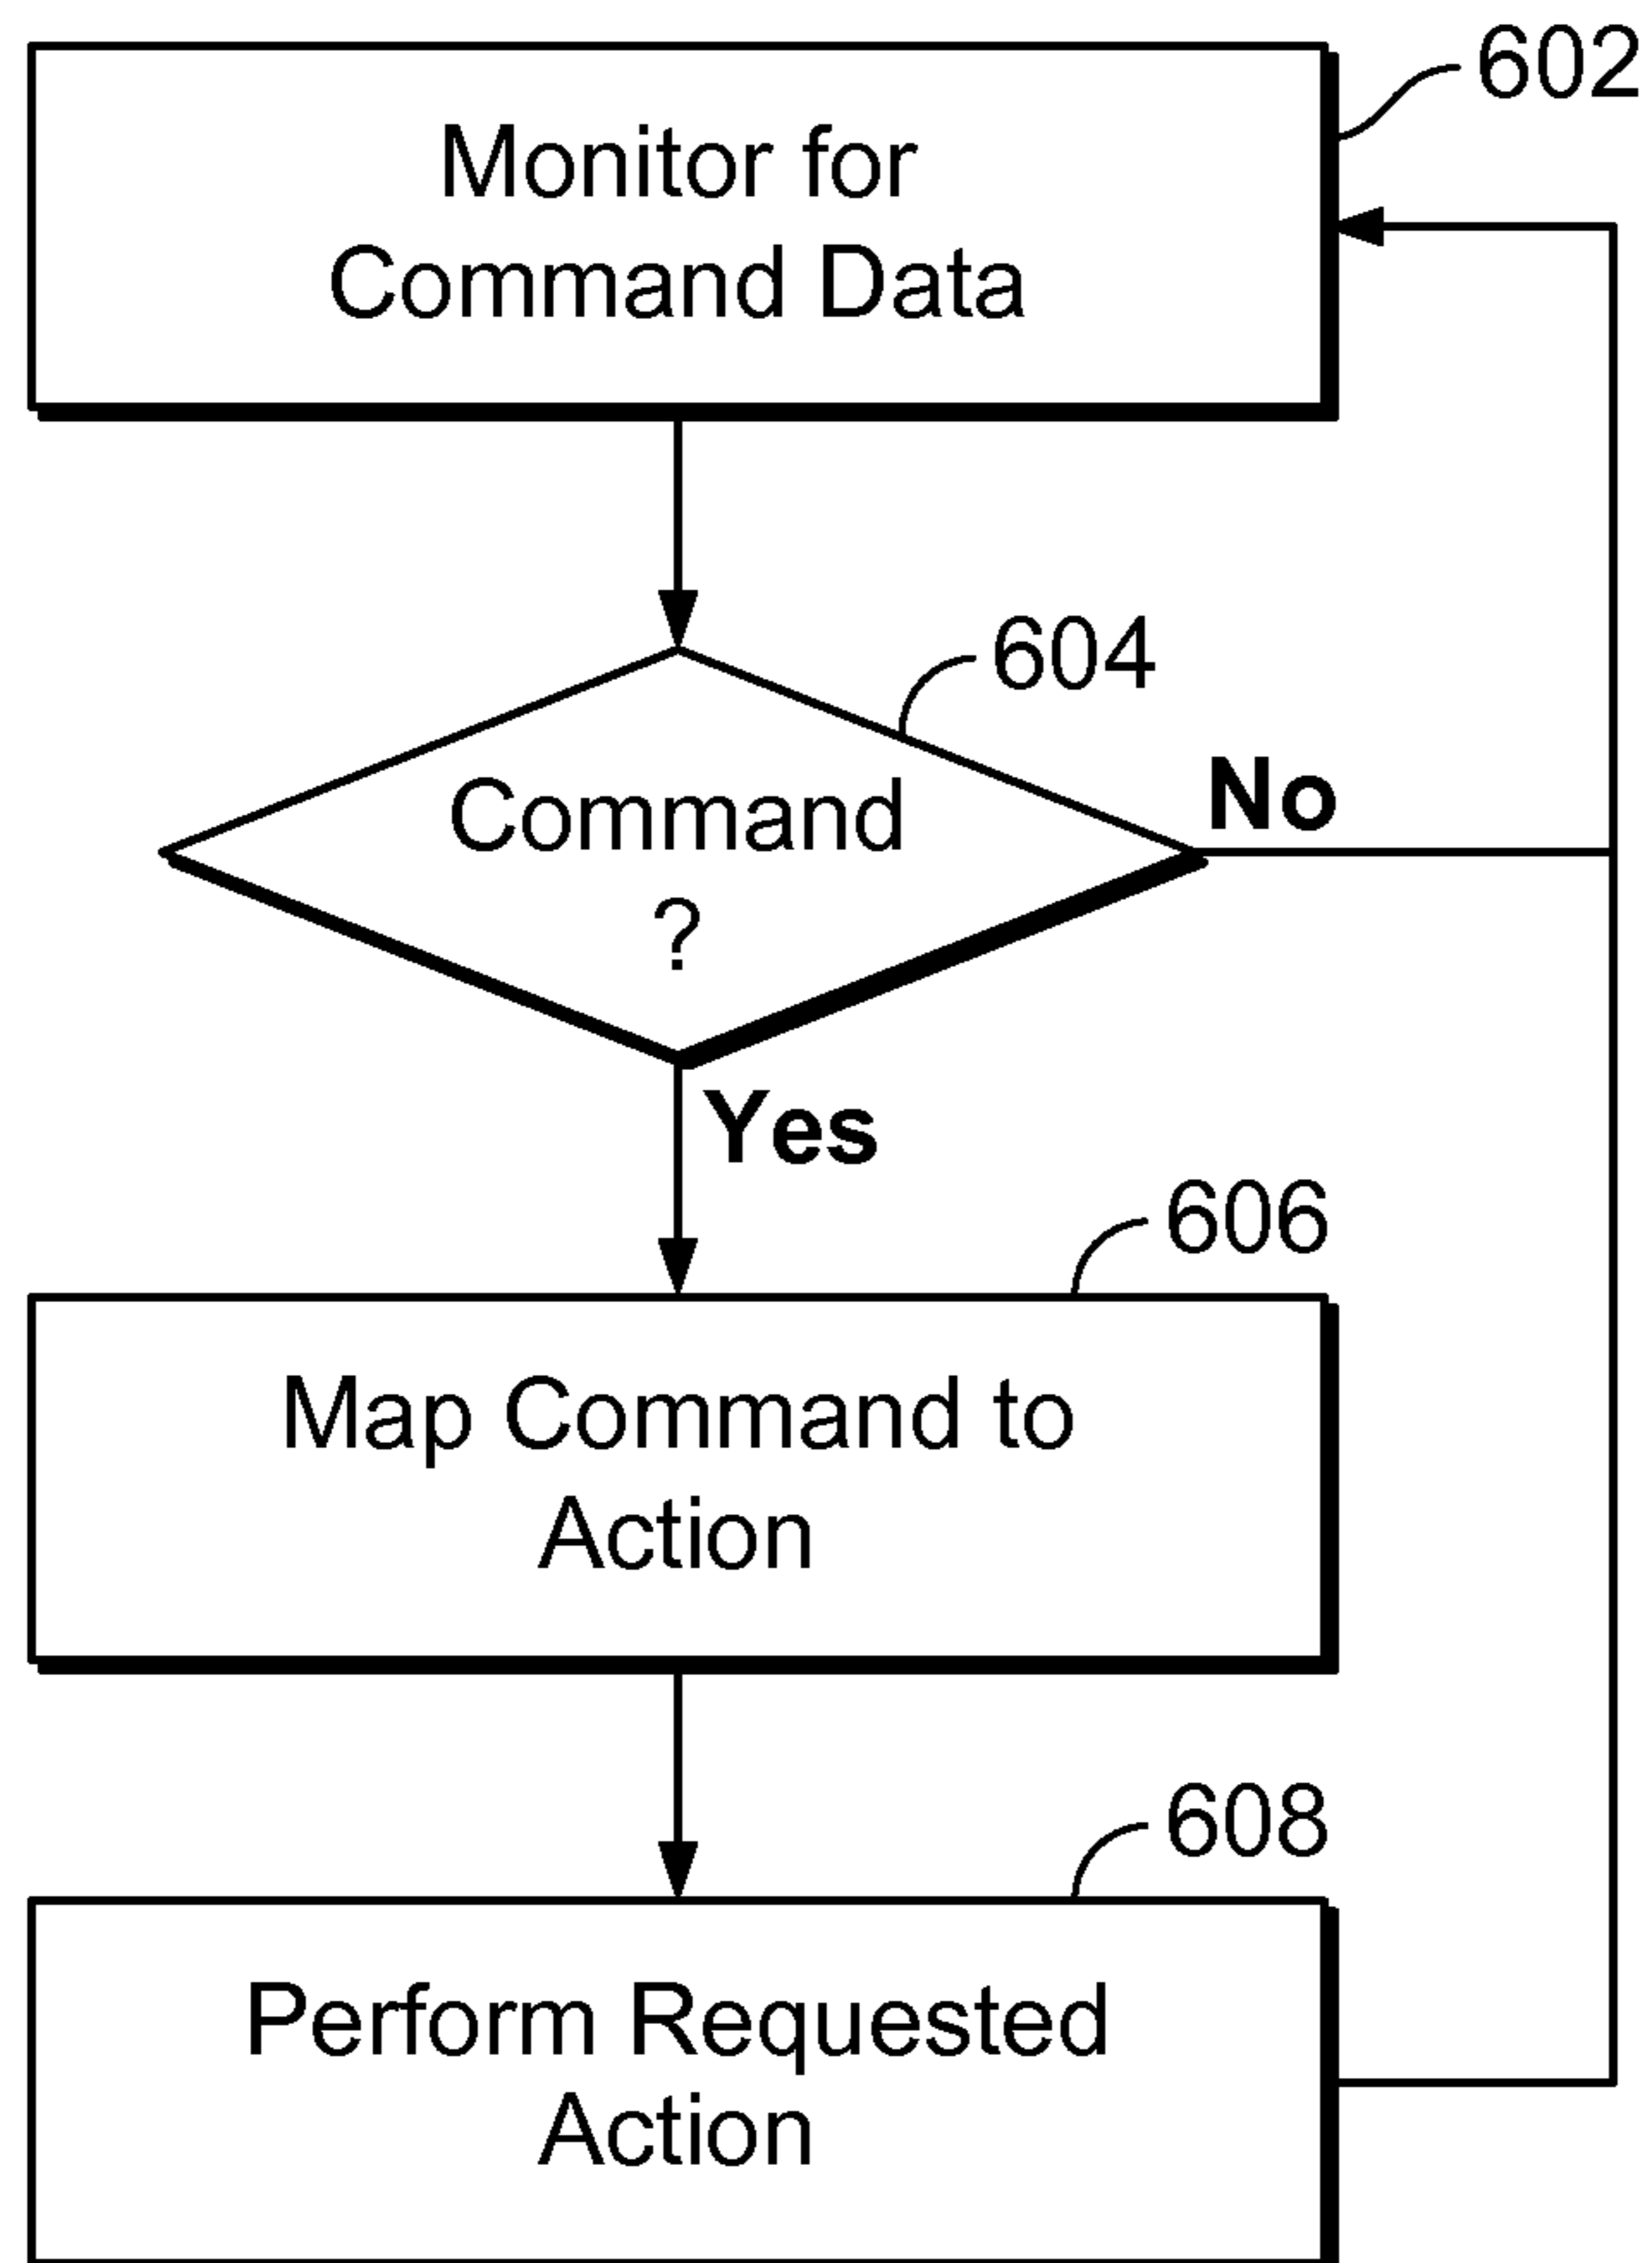 602
Monitor for
Command Data
604
Command
?
No
Yes
606
Map Command to
Action
608
Perform Requested
Action